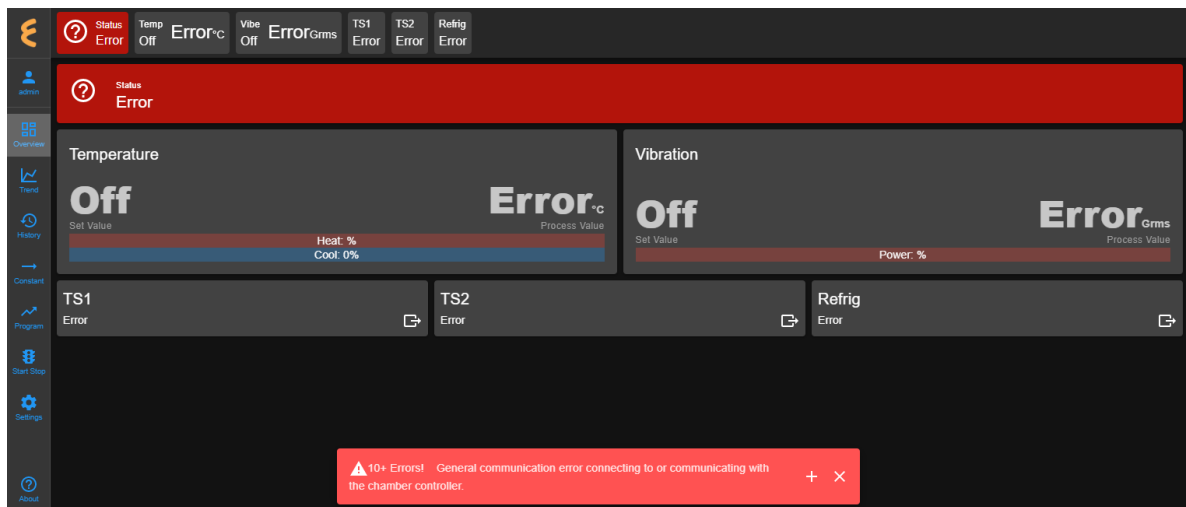 Status
Error
Temp
Off
Error°C
Vibe
Off
ErrorGrms
TS1
Error
TS2
Error
Refrig
Error
admin
Overview
Trend
History
Constant
Program
Start Stop
Settings
About
Status
Error
Temperature
Off
Set Value
Error°C
Process Value
Heat: %
Cool: 0%
Vibration
Off
Set Value
ErrorGrms
Process Value
Power: %
TS1
Error
TS2
Error
Refrig
Error
10+ Errors! General communication error connecting to or communicating with
the chamber controller.